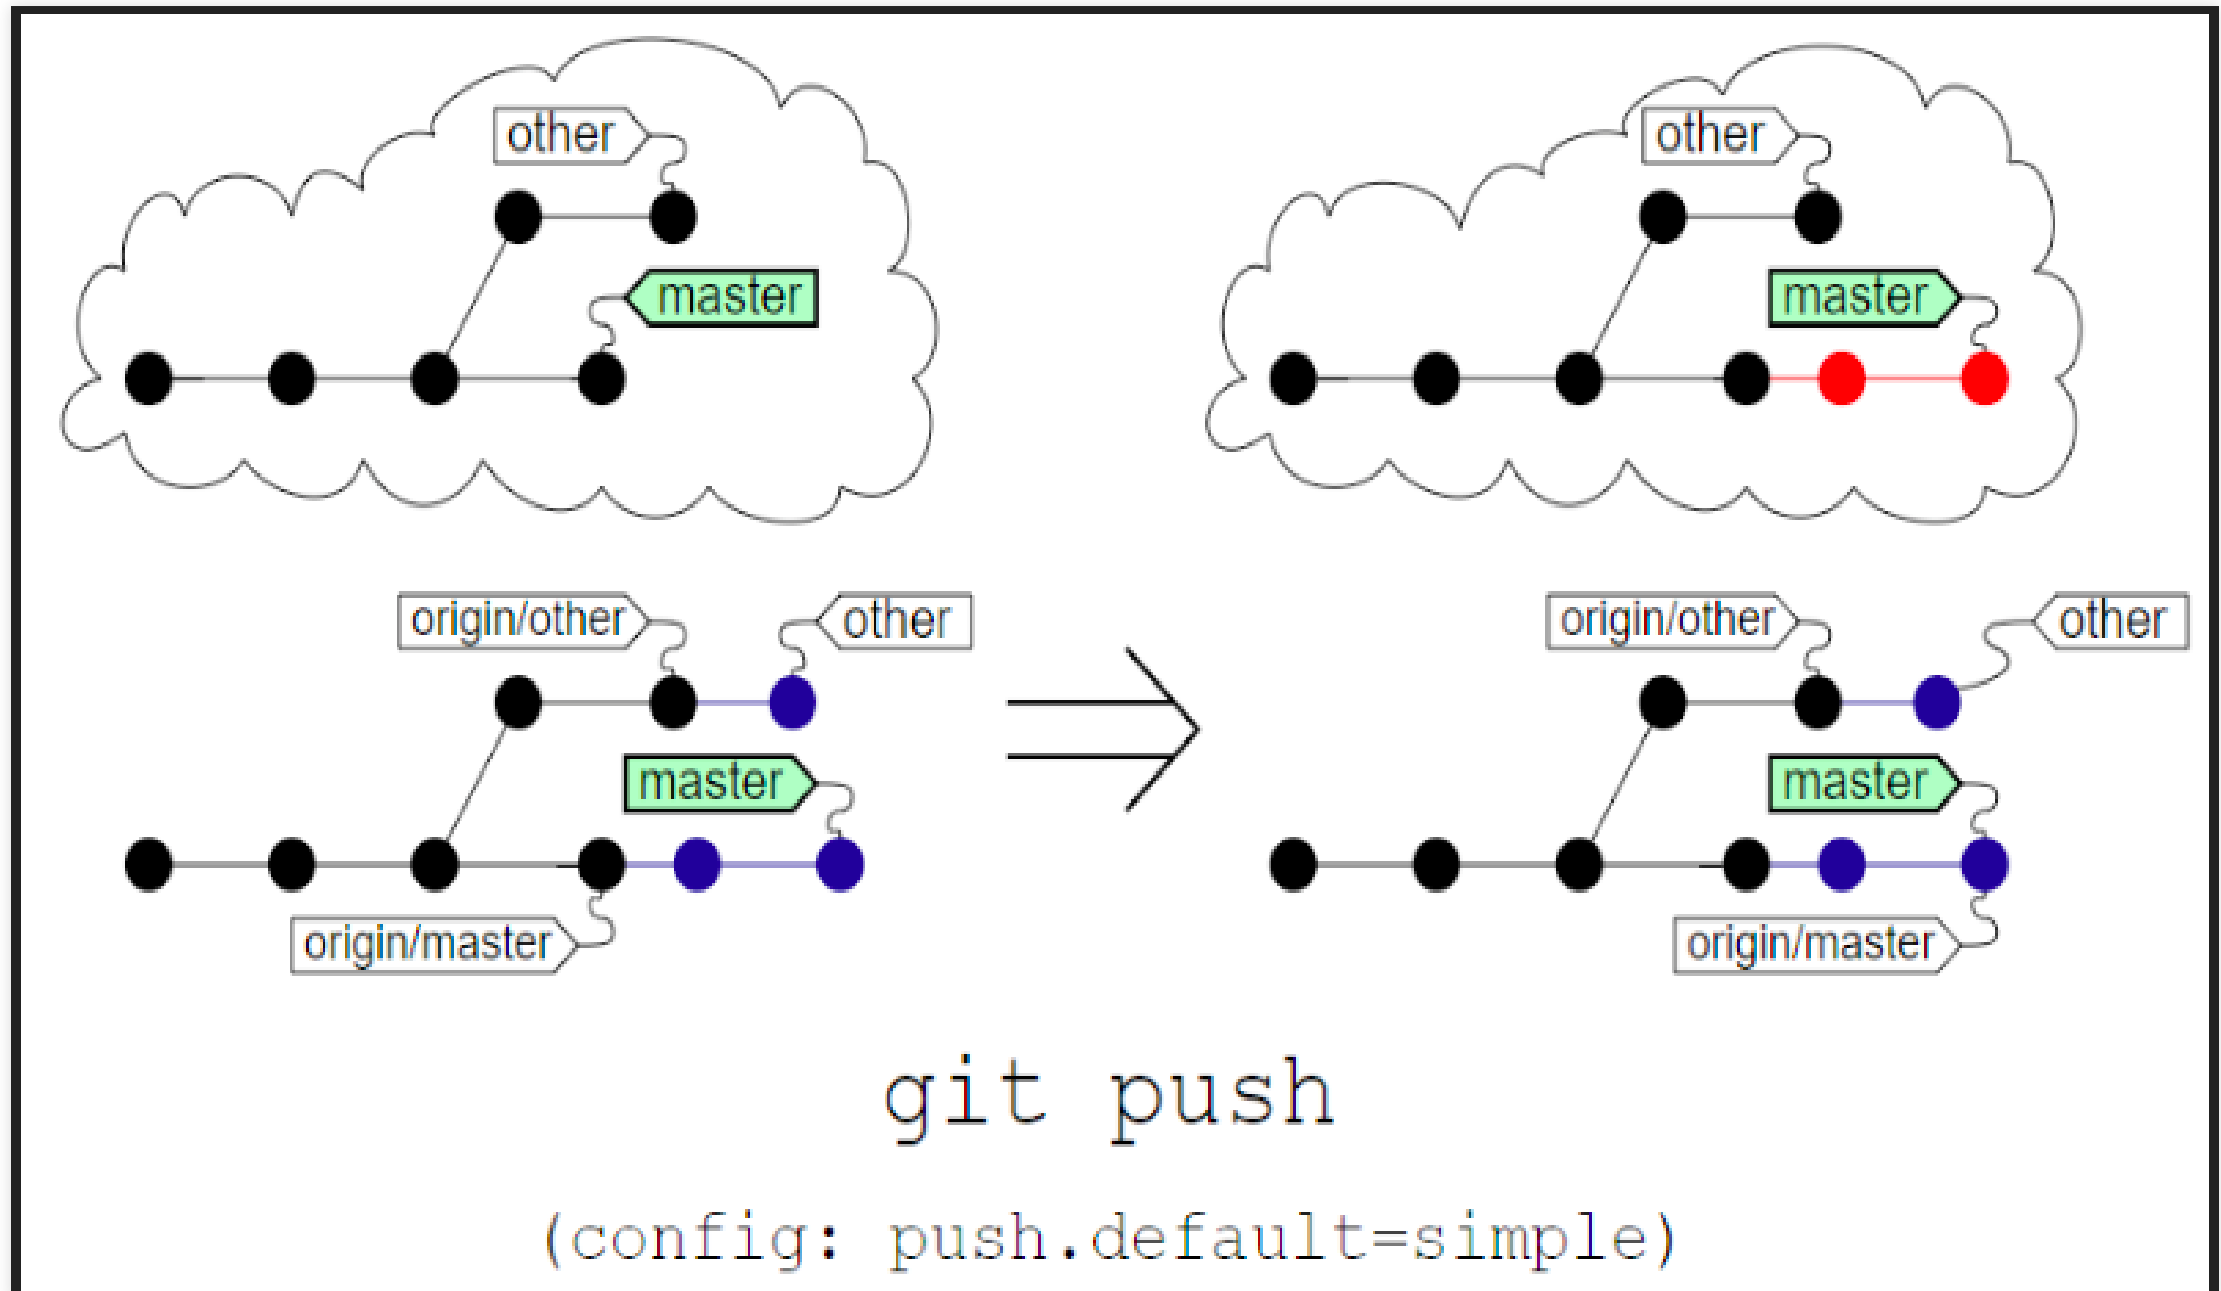 other
other
master
master
origin/other
other
origin/other
other
master
master
origin/master
origin/master
git push
(config: push.default=simple)